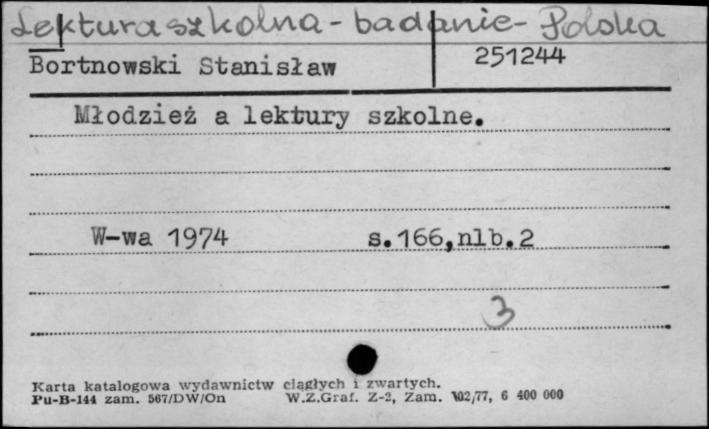 Lektura szkolna - badanie - Polska
Bortnowski Stanisław 251244
Młodzież a lektury szkolne.
W-wa 1974 s.166,nlb.2
3
Karta katalogowa wydawnictw ciągłych i zwartych.
Pu-B-144 zam. 567/DW/On W.Z.Graf. Z-2, Zam. 102/77, 6 400 000